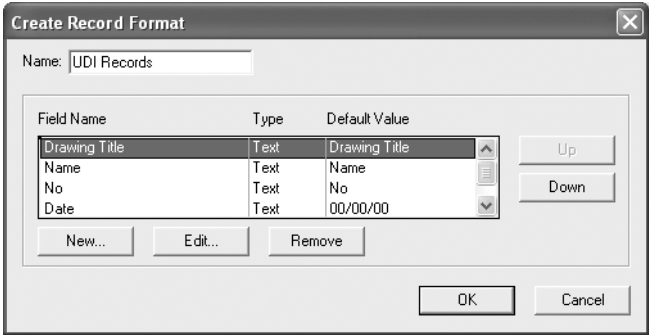 Create Record Format
Name: UDI Records
Field Name Type Default Value
Drawing Title Text Drawing Title
Name Text Name
No Text No
Date Text 00/00/00
Up
Down
New... Edit... Remove
OK Cancel